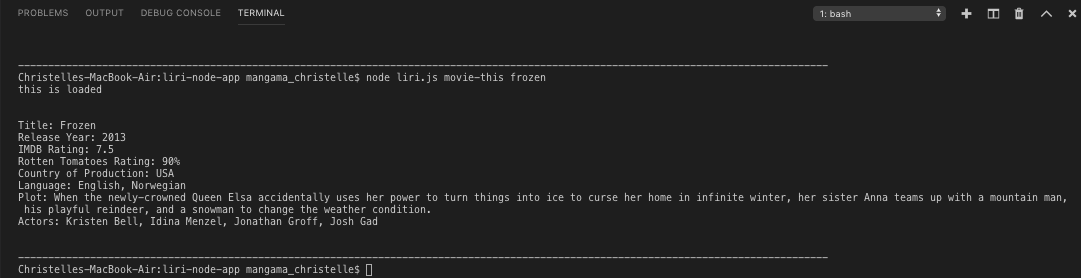 PROBLEMS OUTPUT DEBUG CONSOLE TERMINAL 1: bash
Christelles-MacBook-Air:liri-node-app mangama_christelle$ node liri.js movie-this frozen
this is loaded
Title: Frozen
Release Year: 2013
IMDB Rating: 7.5
Rotten Tomatoes Rating: 90%
Country of Production: USA
Language: English, Norwegian
Plot: When the newly-crowned Queen Elsa accidentally uses her power to turn things into ice to curse her home in infinite winter, her sister Anna teams up with a mountain man,
his playful reindeer, and a snowman to change the weather condition.
Actors: Kristen Bell, Idina Menzel, Jonathan Groff, Josh Gad
Christelles-MacBook-Air:liri-node-app mangama_christelle$